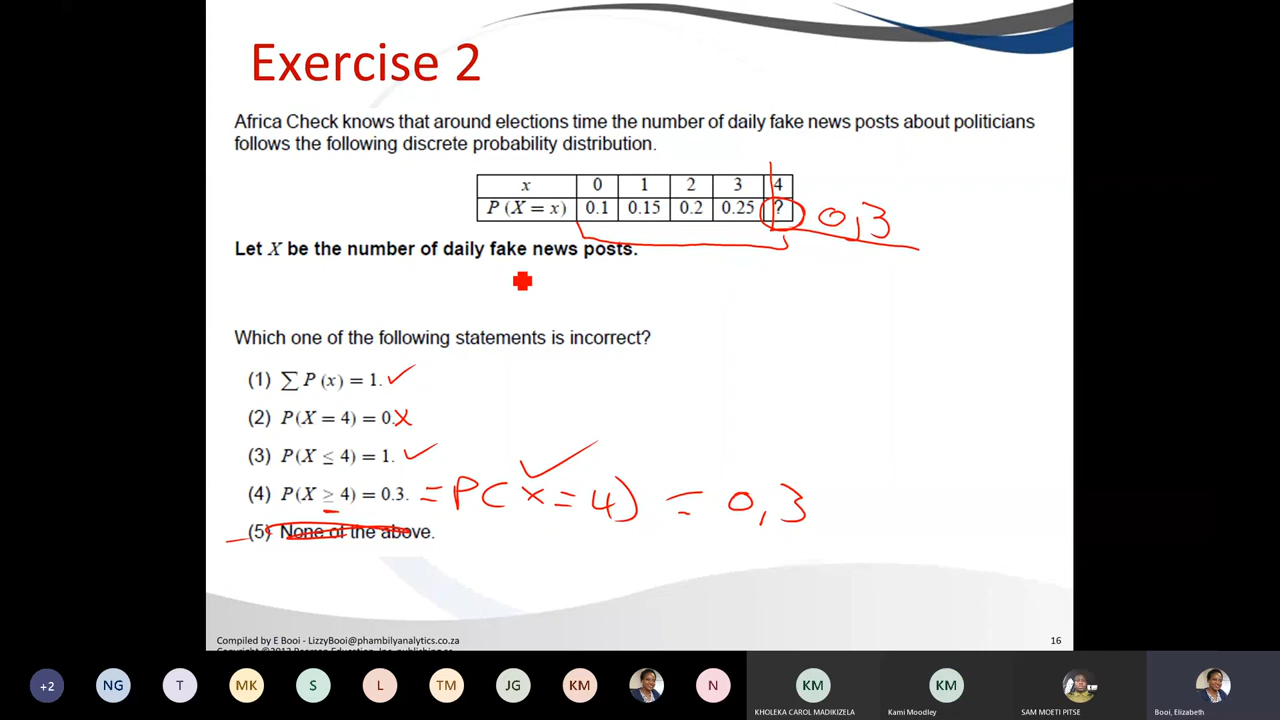 Exercise 2
Africa Check knows that around elections time the number of daily fake news posts about politicians
follows the following discrete probability distribution.
x 0 1 2 3 4
P (X = x) 0.1 0.15 0.2 0.25 ? 0,3
Let X be the number of daily fake news posts.
Which one of the following statements is incorrect?
(1) ∑ P (x) = 1. ✓
(2) P(X = 4) = 0. X
(3) P(X ≤ 4) = 1. ✓
(4) P(X ≥ 4) = 0.3. = P(x = 4) = 0,3 ✓
(5) None of the above.
Compiled by E Booi - LizzyBooi@phambilyanalytics.co.za
16
+2 NG T MK S L TM JG KM N KM KM
KHOLEKA CAROL MADIKIZELA Kami Moodley SAM MOETI PITSE Booi, Elizabeth